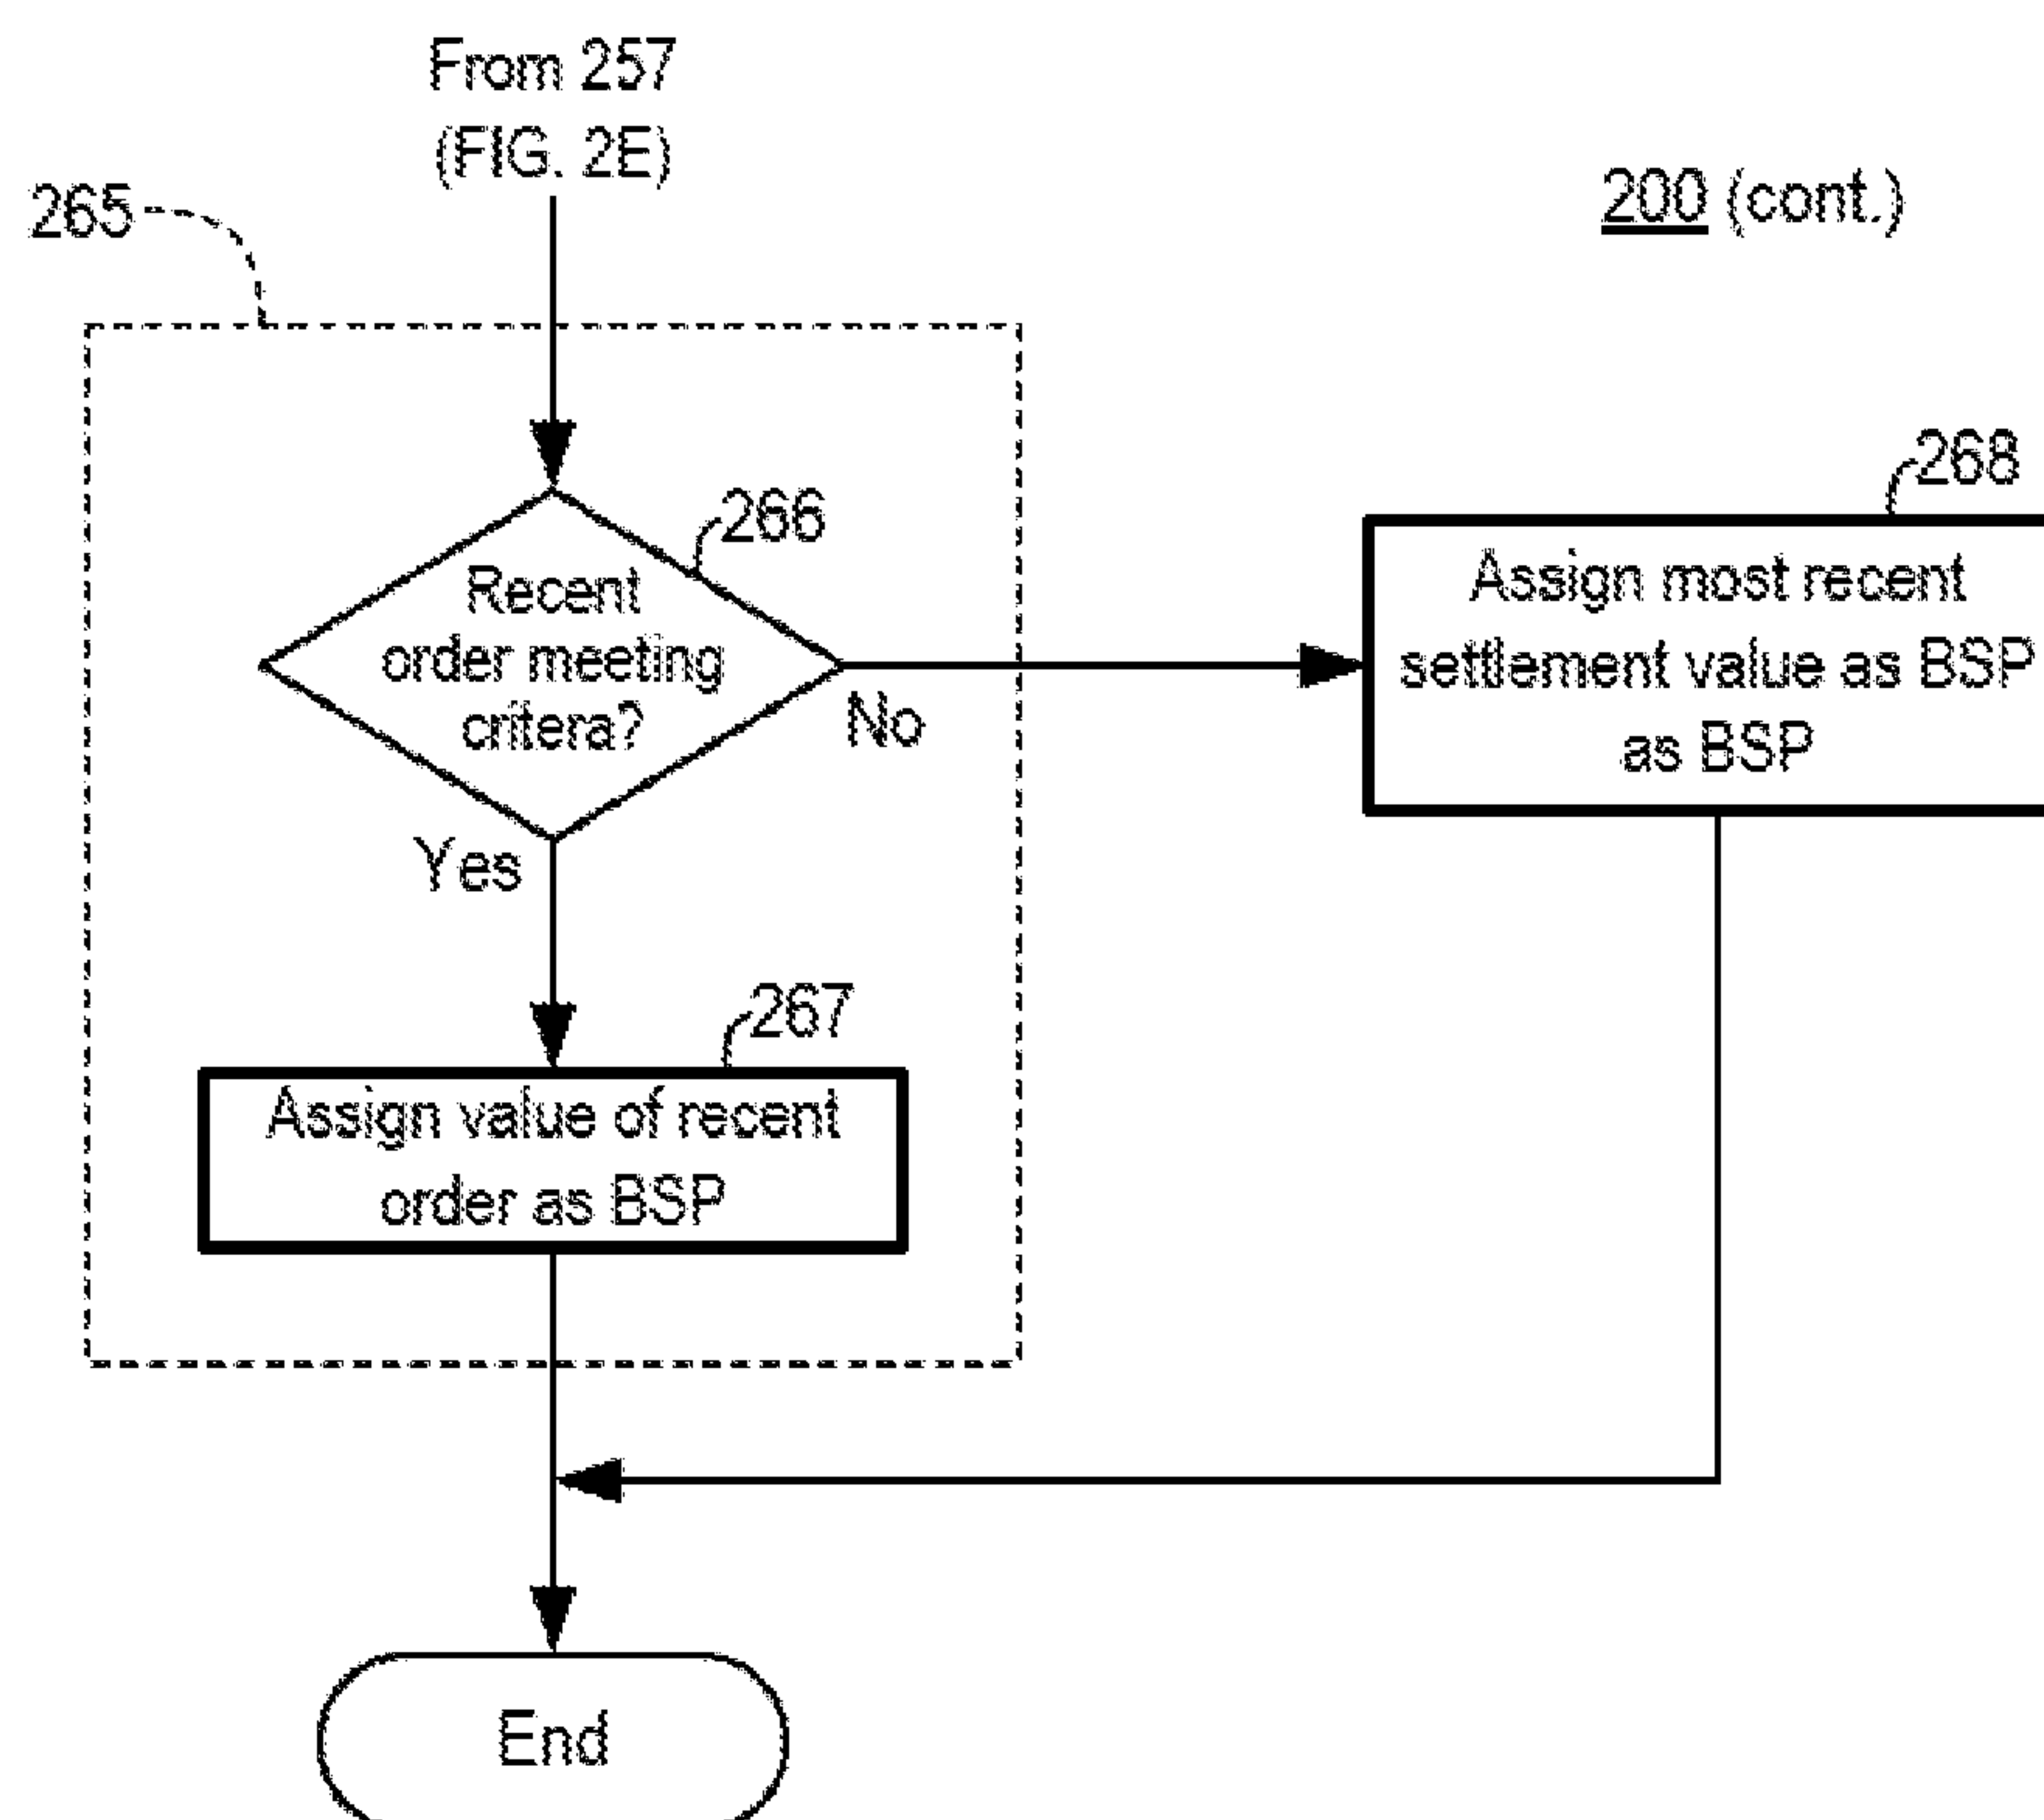 From 257
(FIG. 2E)
265
200 (cont.)
266
268
Recent
order meeting
critera?
Assign most recent
settlement value as BSP
as BSP
No
Yes
267
Assign value of recent
order as BSP
End